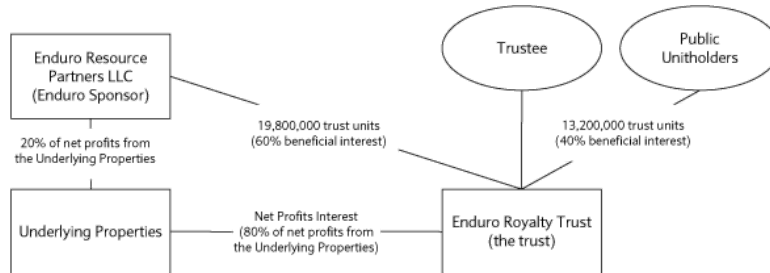 Enduro Resource
Partners LLC
(Enduro Sponsor)
Trustee
Public
Unitholders
19,800,000 trust units
(60% beneficial interest)
13,200,000 trust units
(40% beneficial interest)
20% of net profits from
the Underlying Properties
Underlying Properties
Net Profits Interest
(80% of net profits from
the Underlying Properties)
Enduro Royalty Trust
(the trust)